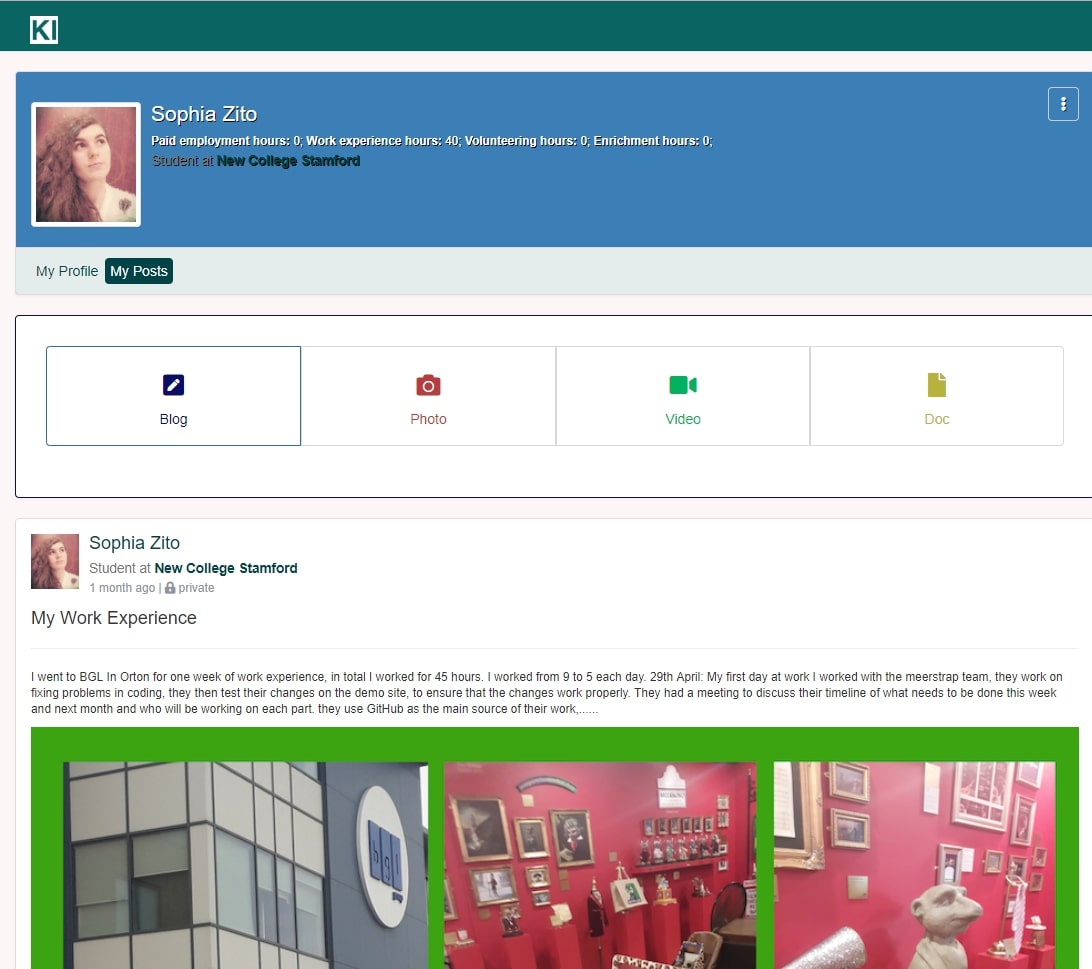 KI
Sophia Zito
Paid employment hours: 0; Work experience hours: 40; Volunteering hours: 0; Enrichment hours: 0;
Student at New College Stamford
My Profile My Posts
Blog Photo Video Doc
Sophia Zito
Student at New College Stamford
1 month ago | private
My Work Experience
I went to BGL In Orton for one week of work experience, in total I worked for 45 hours. I worked from 9 to 5 each day. 29th April: My first day at work I worked with the meerstrap team, they work on
fixing problems in coding, they then test their changes on the demo site, to ensure that the changes work properly. They had a meeting to discuss their timeline of what needs to be done this week
and next month and who will be working on each part. they use GitHub as the main source of their work,......
bgl
group